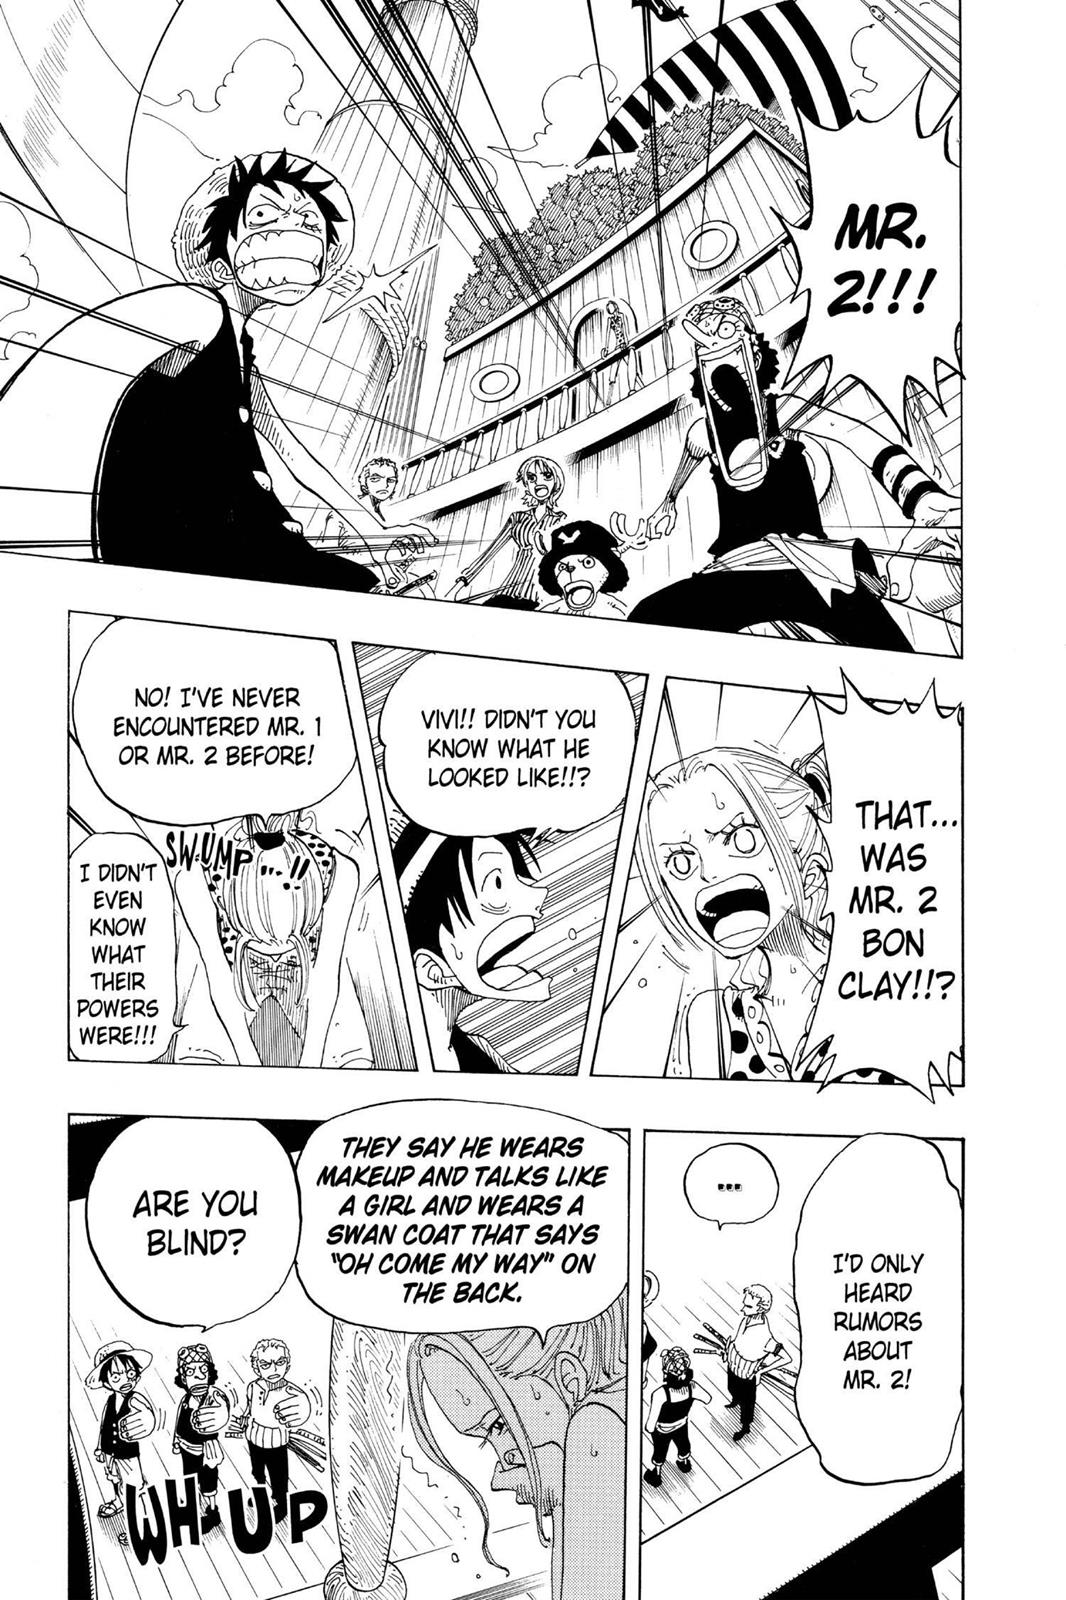 MR.
2!!!
THAT...
WAS
MR. 2
BON
CLAY!!?
VIVI!! DIDN'T YOU
KNOW WHAT HE
LOOKED LIKE!!?
NO! I'VE NEVER
ENCOUNTERED MR. 1
OR MR. 2 BEFORE!
SWUMP
...!!
I DIDN'T
EVEN
KNOW
WHAT
THEIR
POWERS
WERE!!!
...
I'D ONLY
HEARD
RUMORS
ABOUT
MR. 2!
THEY SAY HE WEARS
MAKEUP AND TALKS LIKE
A GIRL AND WEARS A
SWAN COAT THAT SAYS
"OH COME MY WAY" ON
THE BACK.
ARE YOU
BLIND?
WHUP